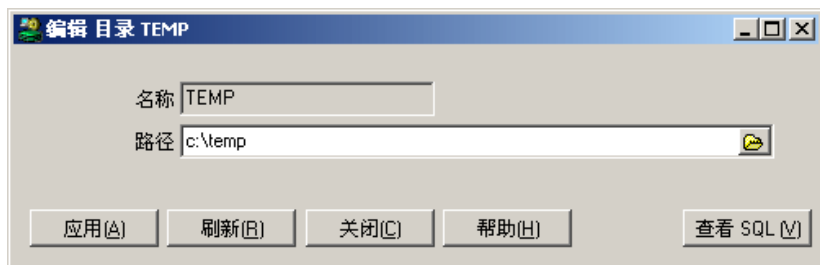 编辑 目录 TEMP
名称 TEMP
路径 c:\temp
应用(A) 刷新(R) 关闭(C) 帮助(H) 查看 SQL (V)